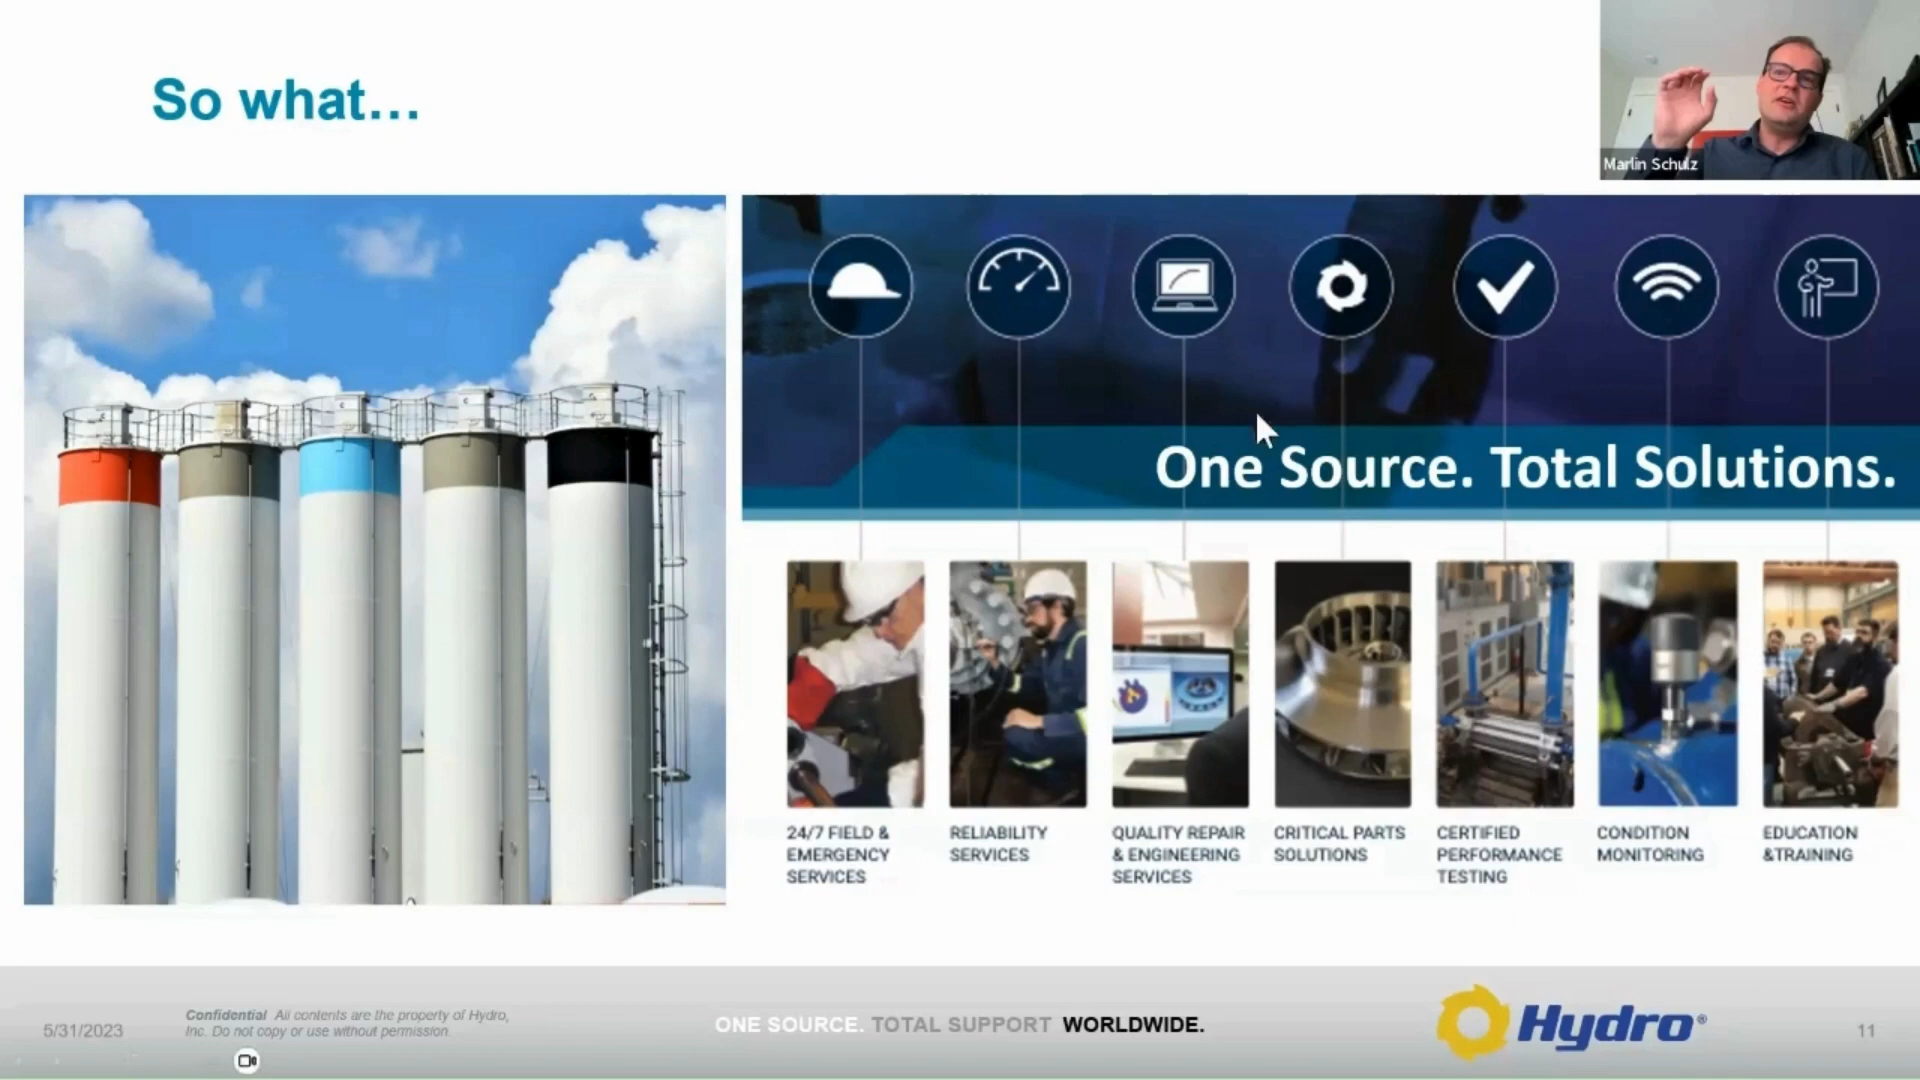 So what...
Marlin Schulz
One Source. Total Solutions.
24/7 FIELD &
EMERGENCY
SERVICES
RELIABILITY
SERVICES
QUALITY REPAIR
& ENGINEERING
SERVICES
CRITICAL PARTS
SOLUTIONS
CERTIFIED
PERFORMANCE
TESTING
CONDITION
MONITORING
EDUCATION
&TRAINING
5/31/2023
Confidential All contents are the property of Hydro,
Inc. Do not copy or use without permission.
ONE SOURCE. TOTAL SUPPORT WORLDWIDE.
Hydro®
11